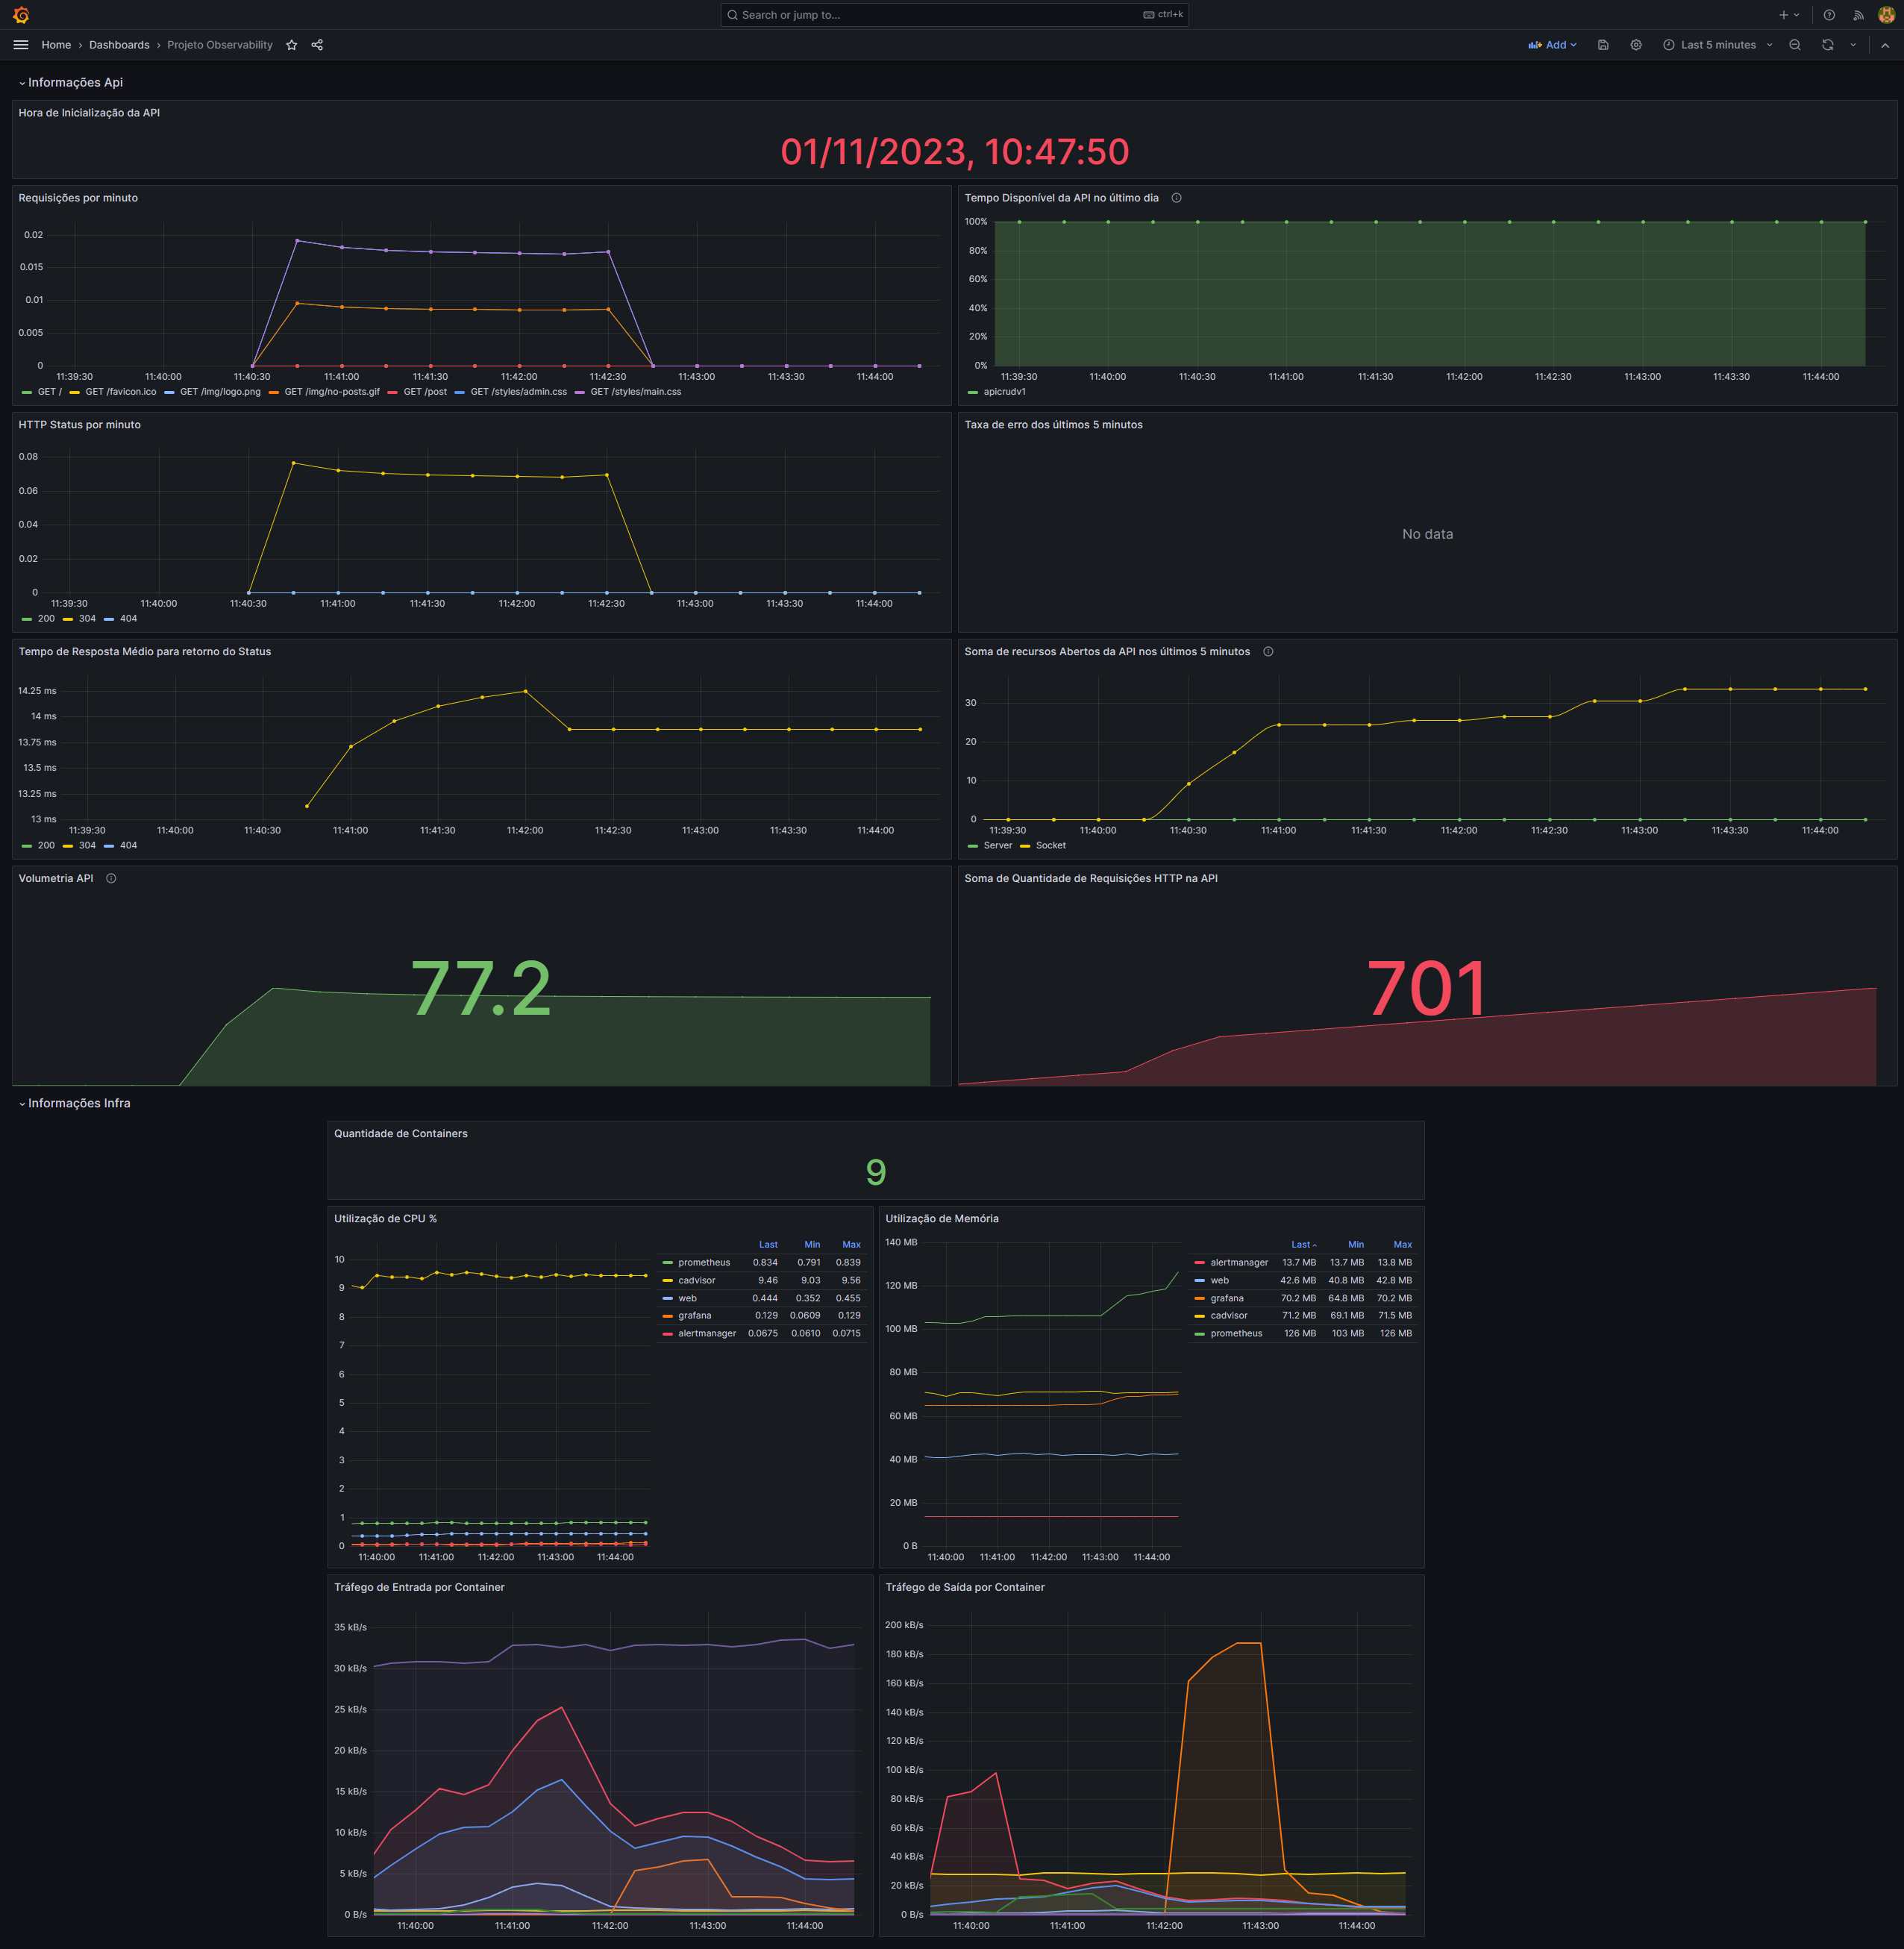 Search or jump to... ctrl+k
Home › Dashboards › Projeto Observability Add Last 5 minutes
Informações Api
Hora de Inicialização da API
01/11/2023, 10:47:50
Requisições por minuto
0.02
0.015
0.01
0.005
0
11:39:30 11:40:00 11:40:30 11:41:00 11:41:30 11:42:00 11:42:30 11:43:00 11:43:30 11:44:00
GET / GET /favicon.ico GET /img/logo.png GET /img/no-posts.gif GET /post GET /styles/admin.css GET /styles/main.css
Tempo Disponível da API no último dia
100%
80%
60%
40%
20%
0%
11:39:30 11:40:00 11:40:30 11:41:00 11:41:30 11:42:00 11:42:30 11:43:00 11:43:30 11:44:00
apicrudv1
HTTP Status por minuto
0.08
0.06
0.04
0.02
0
11:39:30 11:40:00 11:40:30 11:41:00 11:41:30 11:42:00 11:42:30 11:43:00 11:43:30 11:44:00
200 304 404
Taxa de erro dos últimos 5 minutos
No data
Tempo de Resposta Médio para retorno do Status
14.25 ms
14 ms
13.75 ms
13.5 ms
13.25 ms
13 ms
11:39:30 11:40:00 11:40:30 11:41:00 11:41:30 11:42:00 11:42:30 11:43:00 11:43:30 11:44:00
200 304 404
Soma de recursos Abertos da API nos últimos 5 minutos
30
20
10
0
11:39:30 11:40:00 11:40:30 11:41:00 11:41:30 11:42:00 11:42:30 11:43:00 11:43:30 11:44:00
Server Socket
Volumetria API
77.2
Soma de Quantidade de Requisições HTTP na API
701
Informações Infra
Quantidade de Containers
9
Utilização de CPU %
10
9
8
7
6
5
4
3
2
1
0
11:40:00 11:41:00 11:42:00 11:43:00 11:44:00
Last Min Max
prometheus 0.834 0.791 0.839
cadvisor 9.46 9.03 9.56
web 0.444 0.352 0.455
grafana 0.129 0.0609 0.129
alertmanager 0.0675 0.0610 0.0715
Utilização de Memória
140 MB
120 MB
100 MB
80 MB
60 MB
40 MB
20 MB
0 B
11:40:00 11:41:00 11:42:00 11:43:00 11:44:00
Last Min Max
alertmanager 13.7 MB 13.7 MB 13.8 MB
web 42.6 MB 40.8 MB 42.8 MB
grafana 70.2 MB 64.8 MB 70.2 MB
cadvisor 71.2 MB 69.1 MB 71.5 MB
prometheus 126 MB 103 MB 126 MB
Tráfego de Entrada por Container
35 kB/s
30 kB/s
25 kB/s
20 kB/s
15 kB/s
10 kB/s
5 kB/s
0 B/s
11:40:00 11:41:00 11:42:00 11:43:00 11:44:00
Tráfego de Saída por Container
200 kB/s
180 kB/s
160 kB/s
140 kB/s
120 kB/s
100 kB/s
80 kB/s
60 kB/s
40 kB/s
20 kB/s
0 B/s
11:40:00 11:41:00 11:42:00 11:43:00 11:44:00